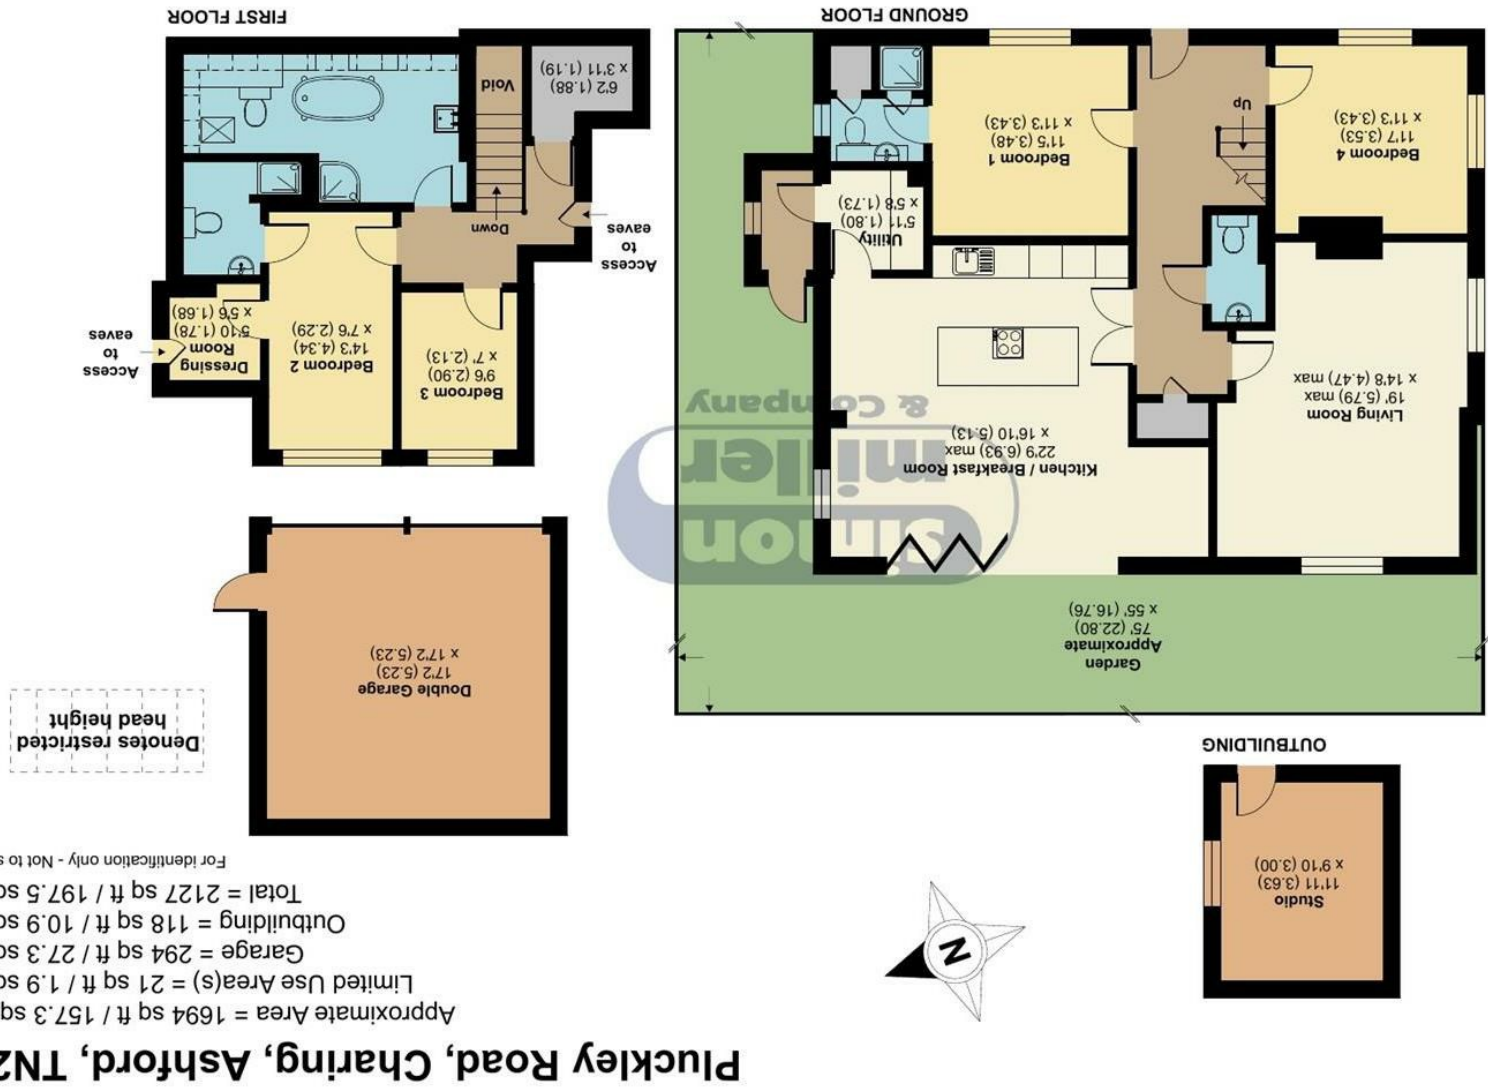 Pluckley Road, Charing, Ashford, TN2
Approximate Area = 1694 sq ft / 157.3 sq
Limited Use Area(s) = 21 sq ft / 1.9 sq
Garage = 294 sq ft / 27.3 sq
Outbuilding = 118 sq ft / 10.9 sq
Total = 2127 sq ft / 197.5 sq
For identification only - Not to s
N
Studio
11'11 (3.63)
x 9'10 (3.00)
OUTBUILDING
Denotes restricted
head height
Double Garage
17'2 (5.23)
x 17'2 (5.23)
Garden
Approximate
75' (22.80)
x 55' (16.76)
simon
miller
& Company
Kitchen / Breakfast Room
22'9 (6.93) max
x 16'10 (5.13)
Living Room
19' (5.79) max
x 14'8 (4.47) max
Utility
5'11 (1.80)
x 5'8 (1.73)
Bedroom 1
11'5 (3.48)
x 11'3 (3.43)
Up
Bedroom 4
11'7 (3.53)
x 11'3 (3.43)
GROUND FLOOR
Bedroom 3
9'6 (2.90)
x 7' (2.13)
Bedroom 2
14'3 (4.34)
x 7'6 (2.29)
Dressing
Room
5'10 (1.78)
x 5'6 (1.68)
Access
to
eaves
Access
to
eaves
Down
Void
6'2 (1.88)
x 3'11 (1.19)
FIRST FLOOR